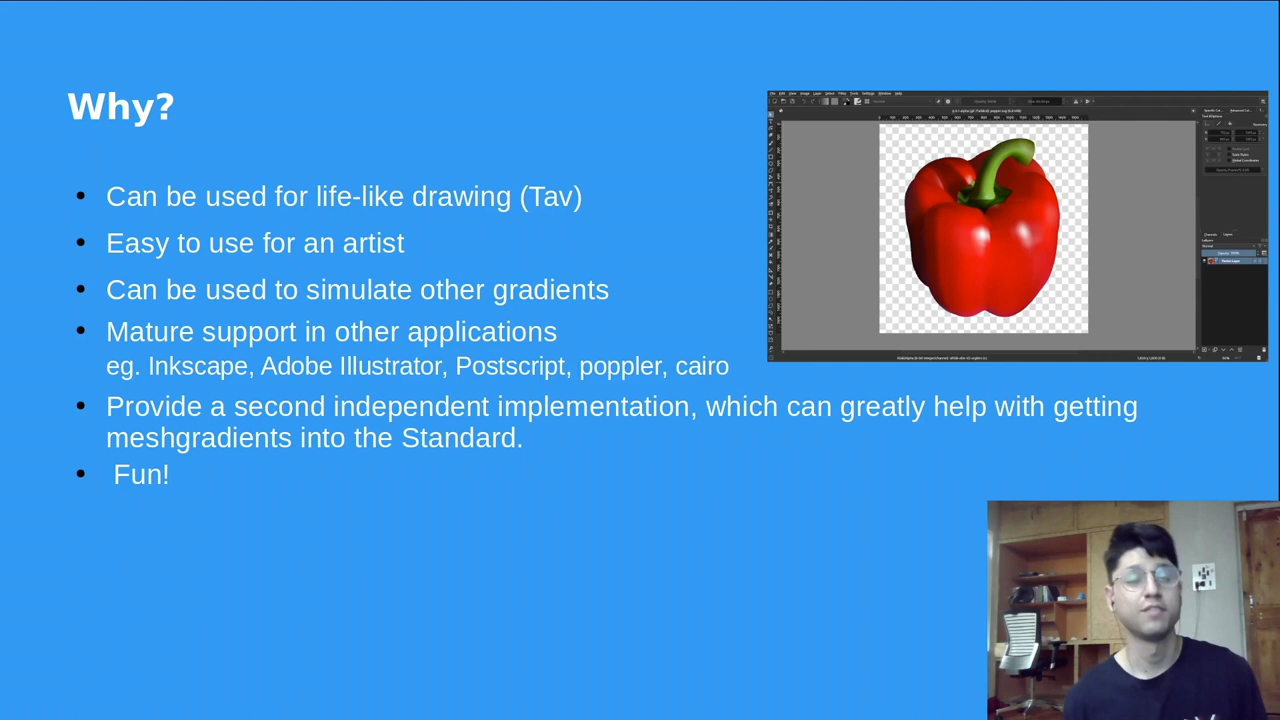 Why?
Can be used for life-like drawing (Tav)
Easy to use for an artist
Can be used to simulate other gradients
Mature support in other applications
eg. Inkscape, Adobe Illustrator, Postscript, poppler, cairo
Provide a second independent implementation, which can greatly help with getting
meshgradients into the Standard.
Fun!